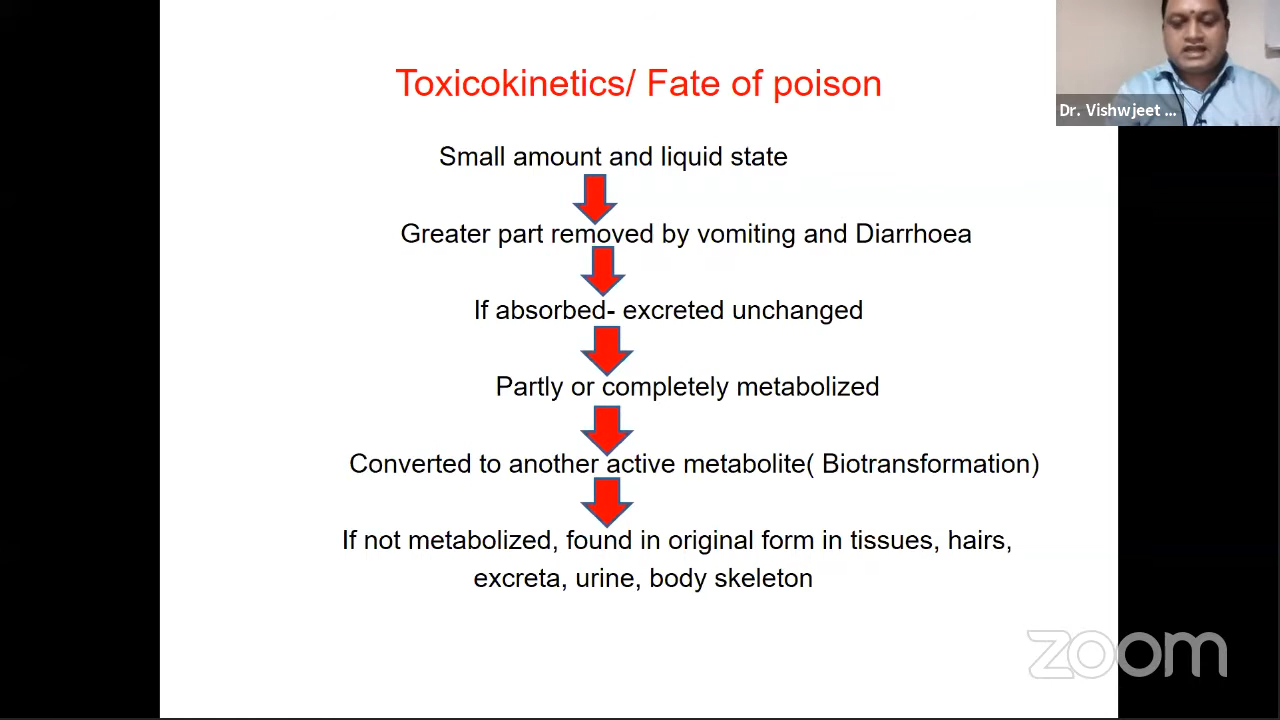 Toxicokinetics/ Fate of poison
Dr. Vishwjeet ...
Small amount and liquid state
Greater part removed by vomiting and Diarrhoea
If absorbed- excreted unchanged
Partly or completely metabolized
Converted to another active metabolite( Biotransformation)
If not metabolized, found in original form in tissues, hairs,
excreta, urine, body skeleton
zoom